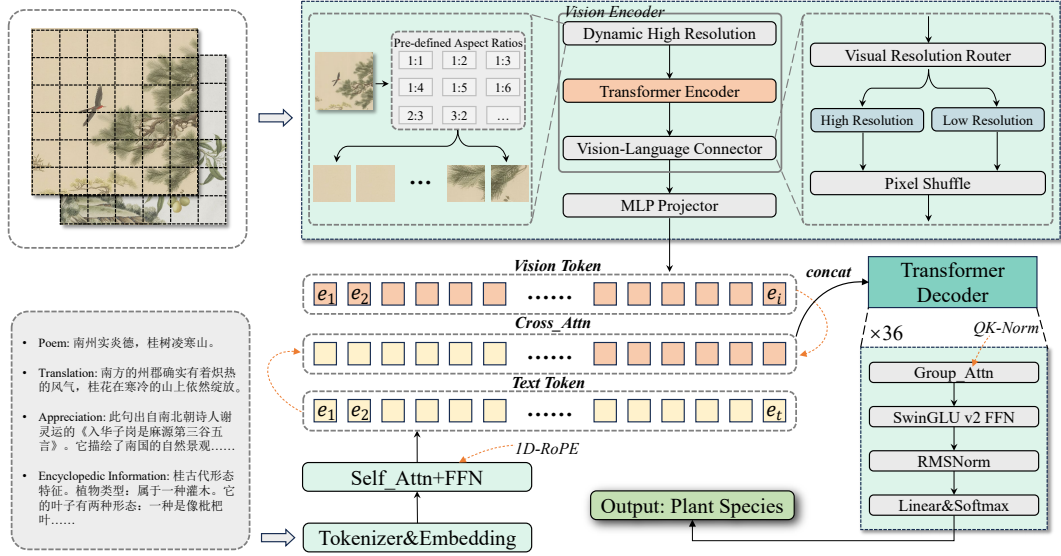 Vision Encoder
Pre-defined Aspect Ratios
1:1 1:2 1:3
1:4 1:5 1:6
2:3 3:2 ...
...
Dynamic High Resolution
Transformer Encoder
Vision-Language Connector
MLP Projector
Visual Resolution Router
High Resolution Low Resolution
Pixel Shuffle
Vision Token
e1 e2 ...... ei
Cross_Attn
......
Text Token
e1 e2 ...... et
concat
Transformer
Decoder
×36
QK-Norm
Group_Attn
SwinGLU v2 FFN
RMSNorm
Linear&Softmax
• Poem: 南州实炎德，桂树凌寒山。
• Translation: 南方的州郡确实有着炽热
的风气，桂花在寒冷的山上依然绽放。
• Appreciation: 此句出自南北朝诗人谢
灵运的《入华子岗是麻源第三谷五
言》。它描绘了南国的自然景观……
• Encyclopedic Information: 桂古代形态
特征。植物类型：属于一种灌木。它
的叶子有两种形态：一种是像枇杷
叶……
1D-RoPE
Self_Attn+FFN
Tokenizer&Embedding
Output: Plant Species